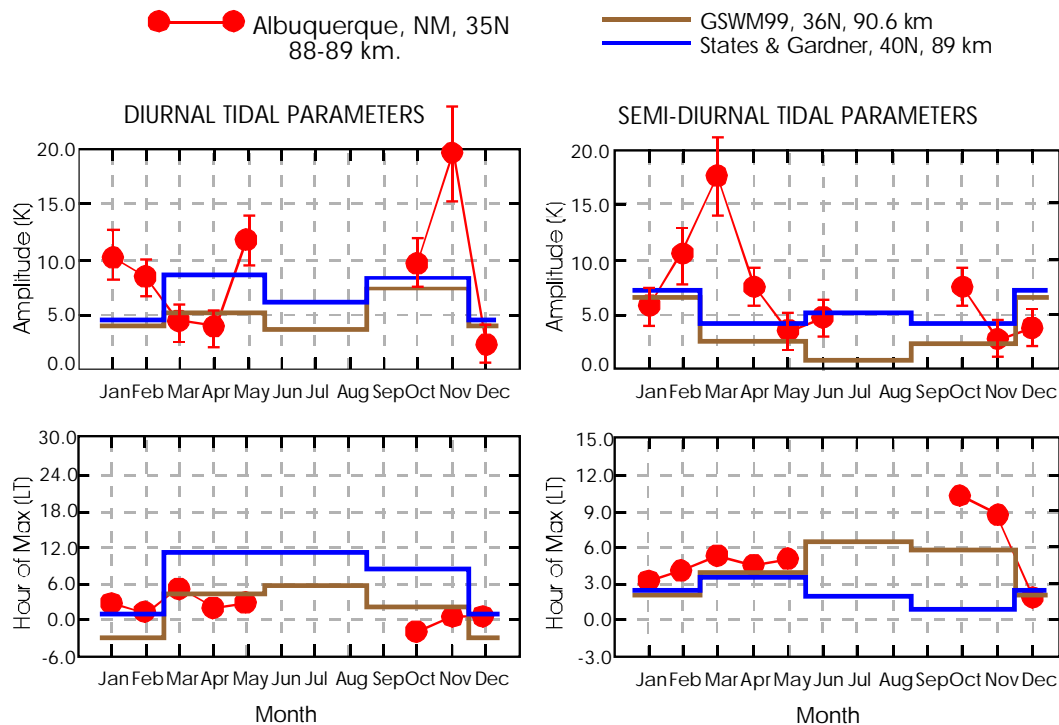 Albuquerque, NM, 35N
88-89 km.
GSWM99, 36N, 90.6 km
States & Gardner, 40N, 89 km
DIURNAL TIDAL PARAMETERS
SEMI-DIURNAL TIDAL PARAMETERS
Amplitude (K)
20.0
15.0
10.0
5.0
0.0
Jan Feb Mar Apr May Jun Jul Aug Sep Oct Nov Dec
Amplitude (K)
20.0
15.0
10.0
5.0
0.0
Jan Feb Mar Apr May Jun Jul Aug Sep Oct Nov Dec
Hour of Max (LT)
30.0
24.0
18.0
12.0
6.0
0.0
-6.0
Jan Feb Mar Apr May Jun Jul Aug Sep Oct Nov Dec
Month
Hour of Max (LT)
15.0
12.0
9.0
6.0
3.0
0.0
-3.0
Jan Feb Mar Apr May Jun Jul Aug Sep Oct Nov Dec
Month